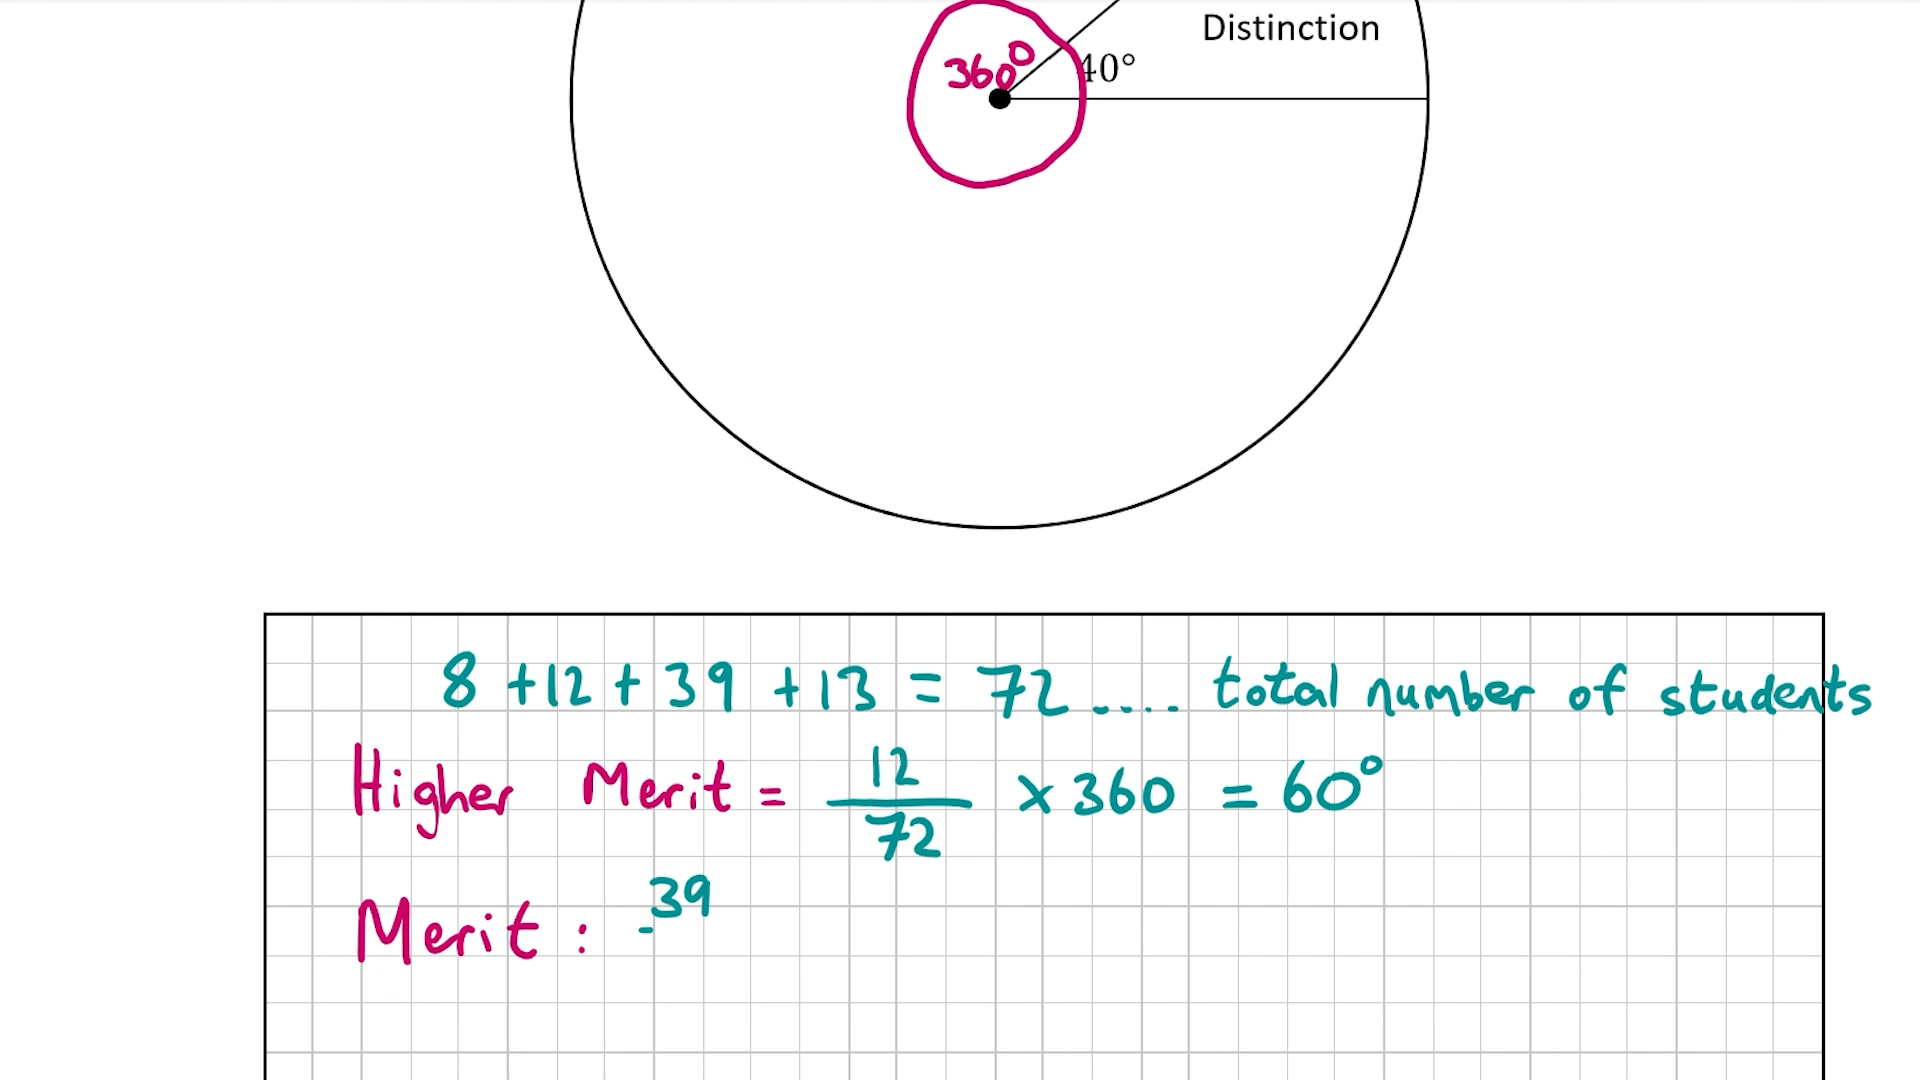 Distinction
360°
40°
8 + 12 + 39 + 13 = 72 .... total number of students
Higher Merit = 12/72 × 360 = 60°
Merit : 39